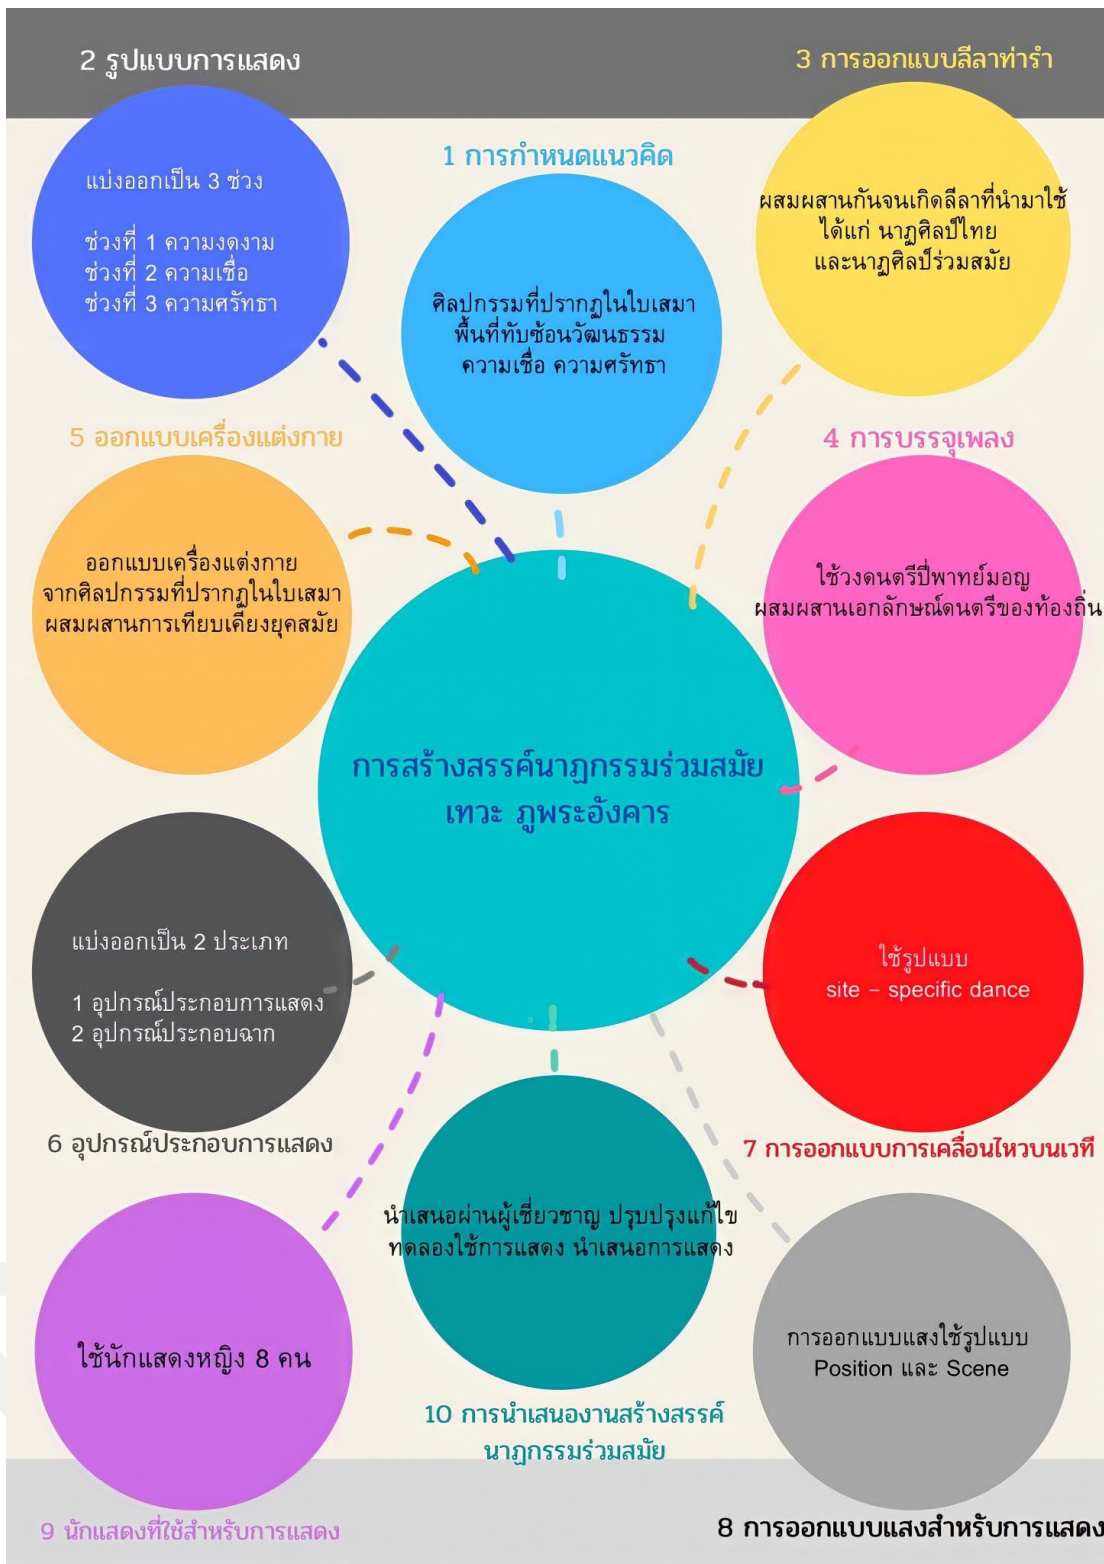 2 รูปแบบการแสดง
แบ่งออกเป็น 3 ช่วง
ช่วงที่ 1 ความงดงาม
ช่วงที่ 2 ความเชื่อ
ช่วงที่ 3 ความศรัทธา
1 การกำหนดแนวคิด
ศิลปกรรมที่ปรากฏในใบเสมา
พื้นที่ทับซ้อนวัฒนธรรม
ความเชื่อ ความศรัทธา
3 การออกแบบลีลาท่ารำ
ผสมผสานกันจนเกิดลีลาที่นำมาใช้
ได้แก่ นาฏศิลป์ไทย
และนาฏศิลป์ร่วมสมัย
5 ออกแบบเครื่องแต่งกาย
ออกแบบเครื่องแต่งกาย
จากศิลปกรรมที่ปรากฏในใบเสมา
ผสมผสานการเทียบเคียงยุคสมัย
4 การบรรจุเพลง
ใช้วงดนตรีปี่พาทย์มอญ
ผสมผสานเอกลักษณ์ดนตรีของท้องถิ่น
การสร้างสรรค์นาฏกรรมร่วมสมัย
เทวะ ภูพระอังคาร
แบ่งออกเป็น 2 ประเภท
1 อุปกรณ์ประกอบการแสดง
2 อุปกรณ์ประกอบฉาก
6 อุปกรณ์ประกอบการแสดง
ใช้รูปแบบ
site – specific dance
7 การออกแบบการเคลื่อนไหวบนเวที
นำเสนอผ่านผู้เชี่ยวชาญ ปรุบปรุงแก้ไข
ทดลองใช้การแสดง นำเสนอการแสดง
10 การนำเสนองานสร้างสรรค์
นาฏกรรมร่วมสมัย
ใช้นักแสดงหญิง 8 คน
9 นักแสดงที่ใช้สำหรับการแสดง
การออกแบบแสงใช้รูปแบบ
Position และ Scene
8 การออกแบบแสงสำหรับการแสดง